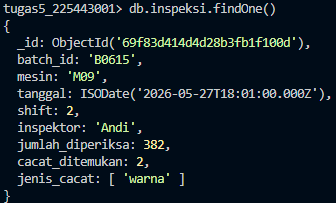 tugas5_225443001> db.inspeksi.findOne()
{
  _id: ObjectId('69f83d414d4d28b3fb1f100d'),
  batch_id: 'B0615',
  mesin: 'M09',
  tanggal: ISODate('2026-05-27T18:01:00.000Z'),
  shift: 2,
  inspektor: 'Andi',
  jumlah_diperiksa: 382,
  cacat_ditemukan: 2,
  jenis_cacat: [ 'warna' ]
}